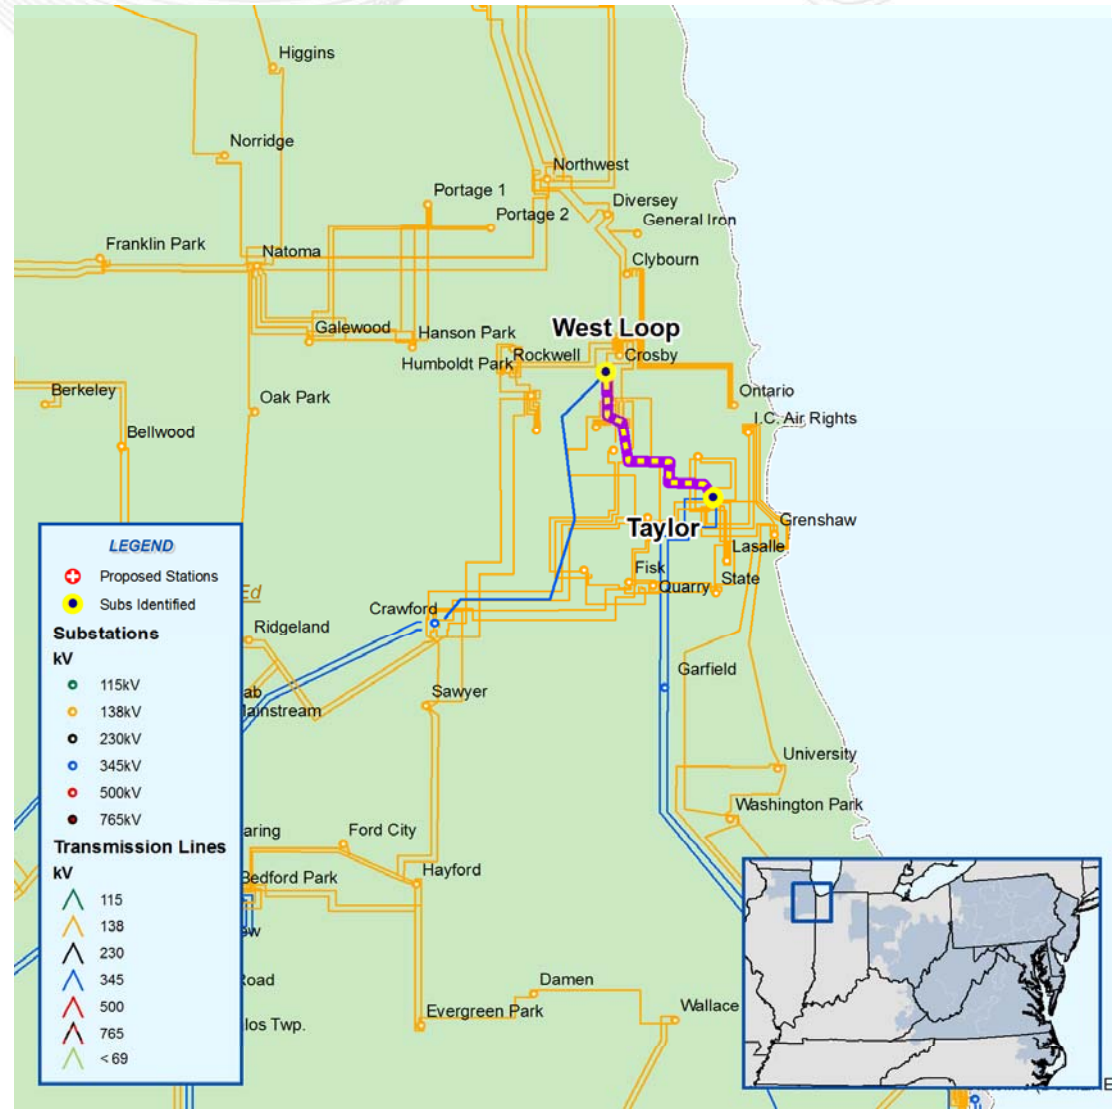 Higgins
Norridge
Northwest
Portage 1
Diversey
Portage 2
General Iron
Franklin Park
Natoma
Clybourn
West Loop
Galewood
Hanson Park
Rockwell
Crosby
Humboldt Park
Berkeley
Oak Park
Ontario
I.C. Air Rights
Bellwood
Taylor
Grenshaw
Lasalle
Fisk
Quarry
State
Ed
Crawford
Ridgeland
Garfield
Sawyer
ab
Mainstream
University
Washington Park
aring
Ford City
Bedford Park
Hayford
ew
Road
Damen
Evergreen Park
Wallace
los Twp.
LEGEND
Proposed Stations
Subs Identified
Substations
kV
115kV
138kV
230kV
345kV
500kV
765kV
Transmission Lines
kV
115
138
230
345
500
765
< 69